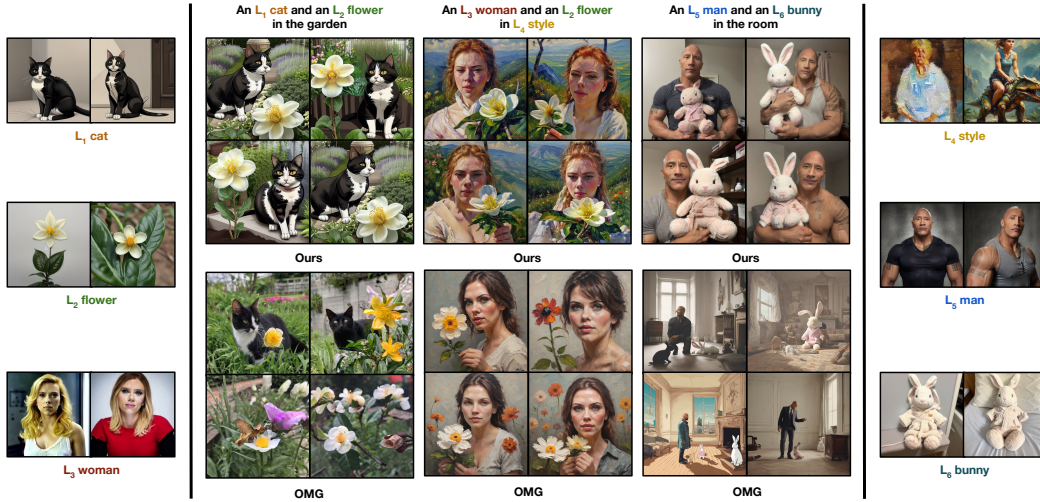 An L₁ cat and an L₂ flower
in the garden
An L₃ woman and an L₂ flower
in L₄ style
An L₅ man and an L₆ bunny
in the room
L₁ cat
L₄ style
Ours
Ours
Ours
L₂ flower
L₅ man
L₃ woman
L₆ bunny
OMG
OMG
OMG